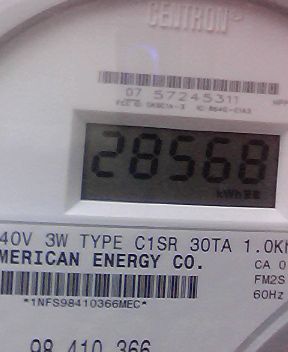 CENTRON
07 57245311
28568
kWh
40V 3W TYPE C1SR 30TA 1.0Kh
MERICAN ENERGY CO.
CA 0
FM2S
60Hz
*1NFS98410366MEC*
98 410 366